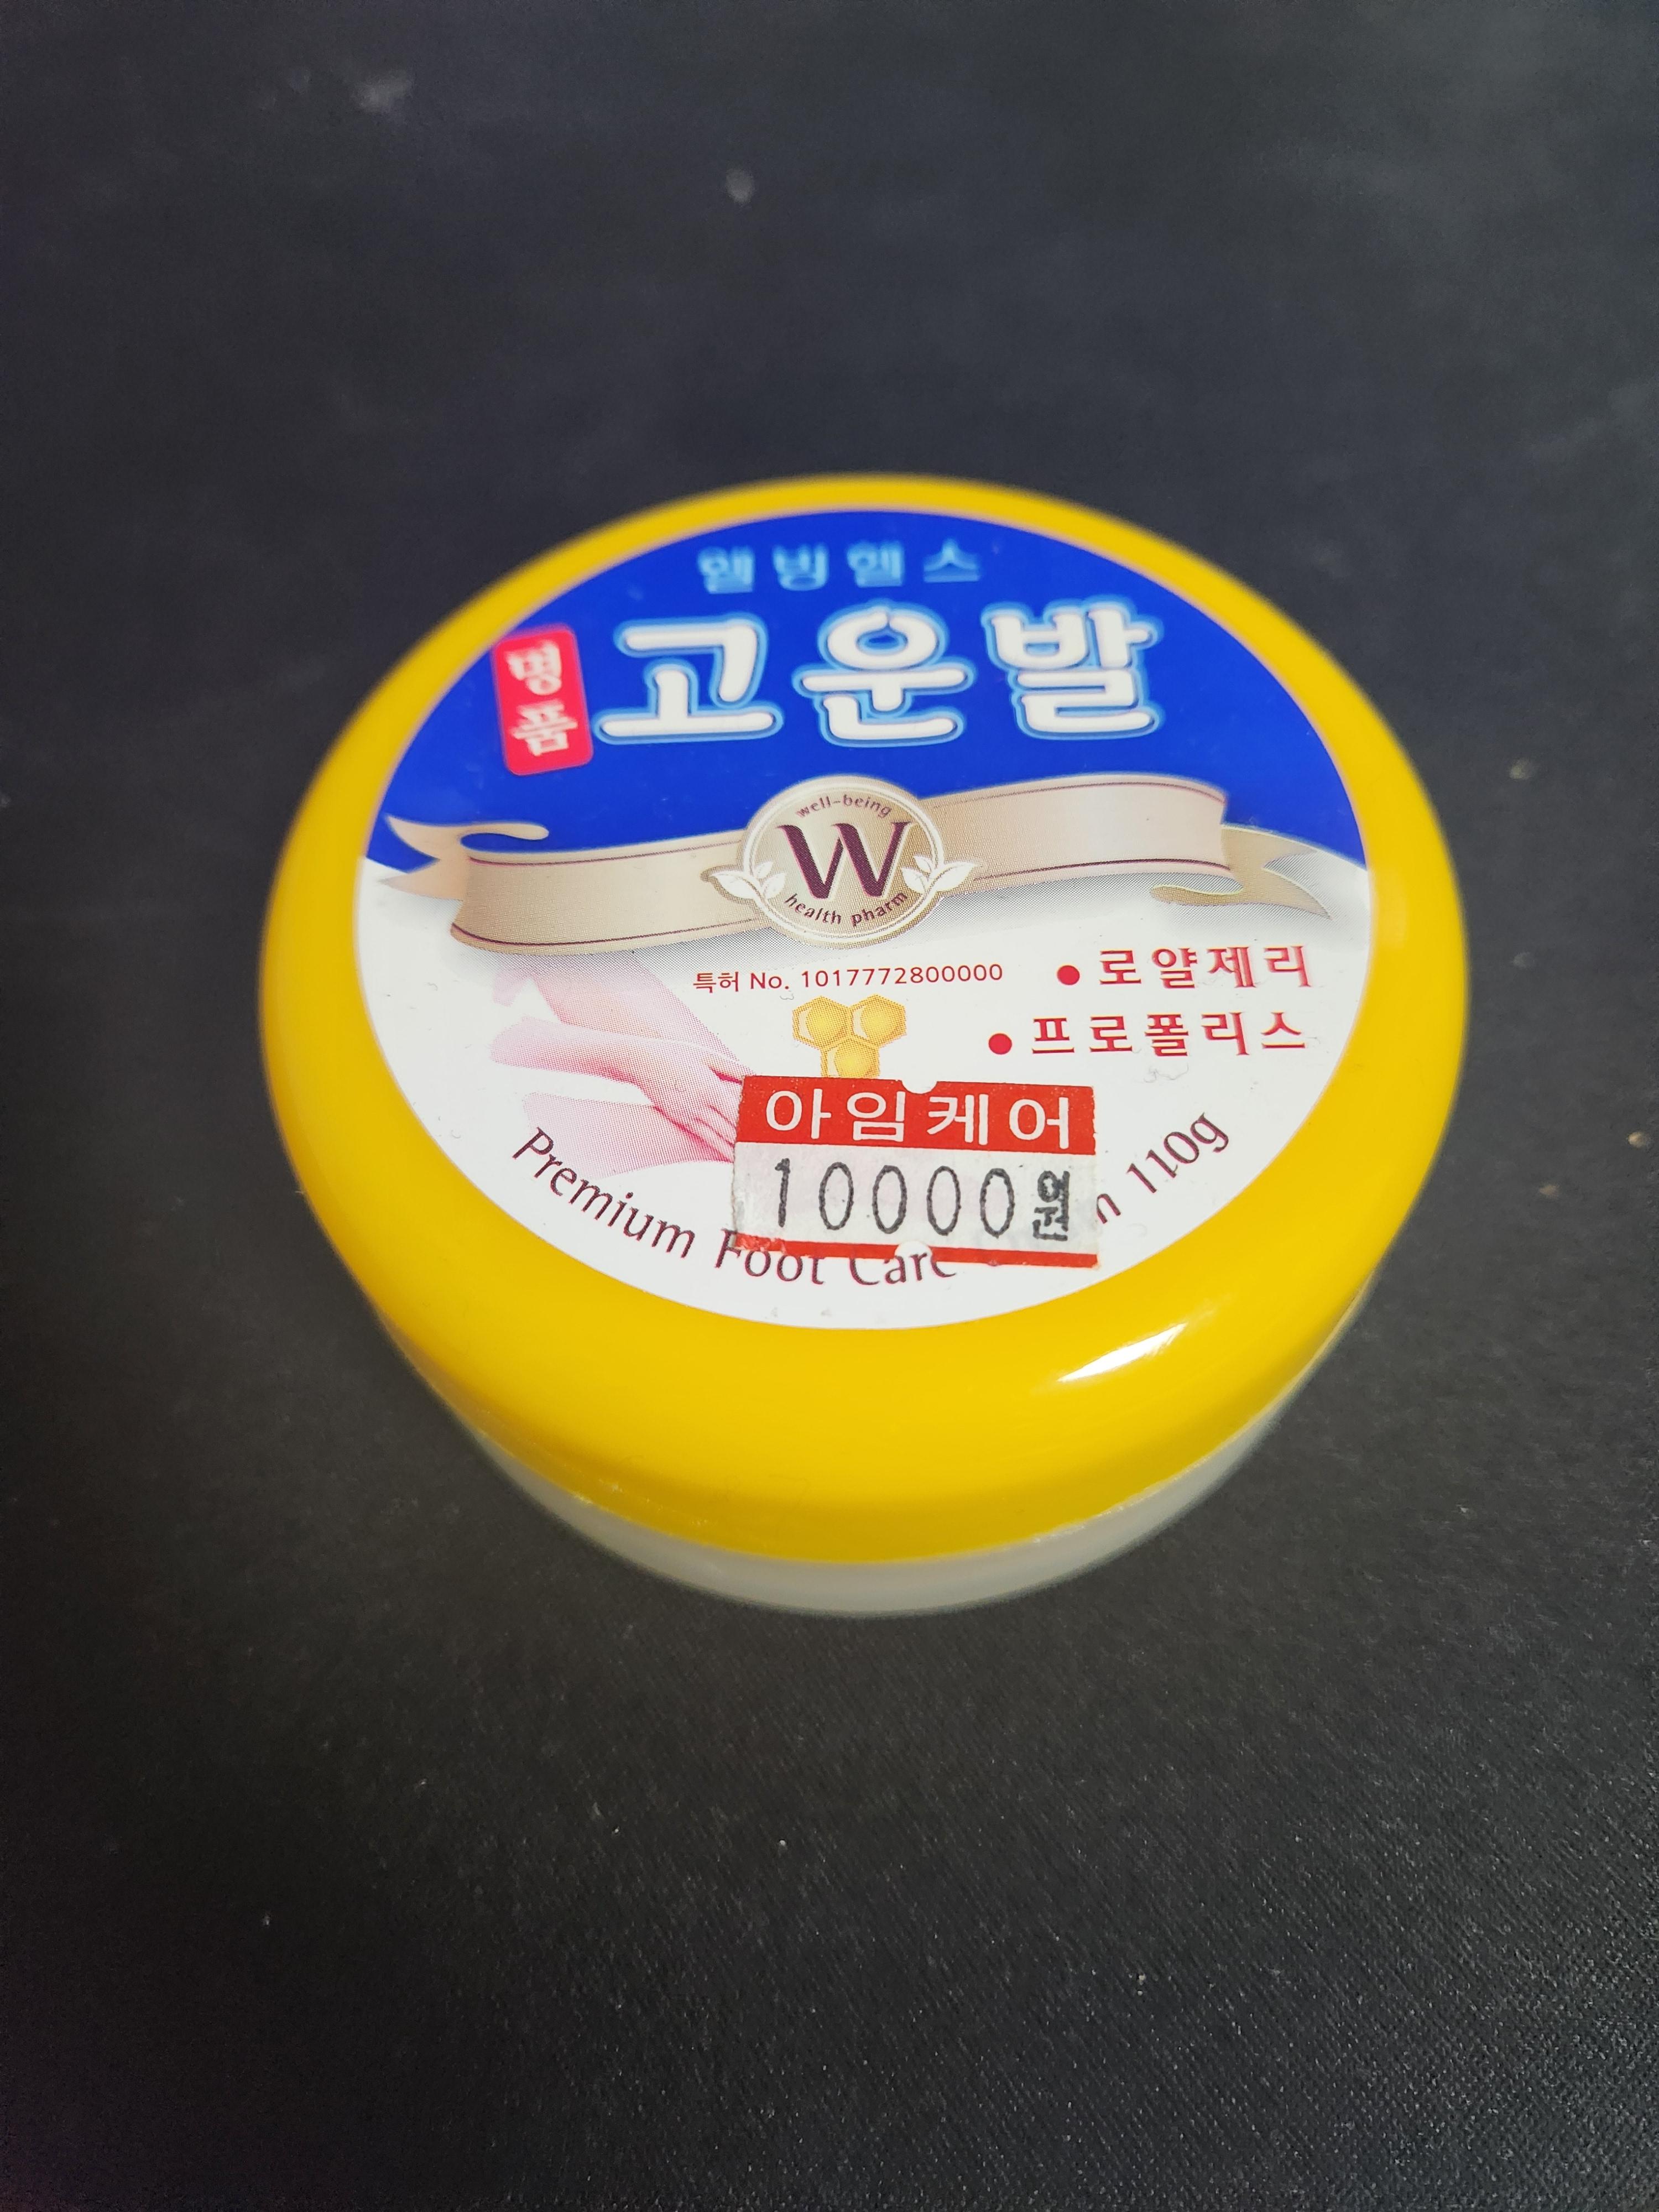 웰빙헬스
명품
고운발
well-being
W
health pharm
특허 No. 1017772800000
• 로얄제리
• 프로폴리스
아임케어
10000원
Premium Foot Care
110g